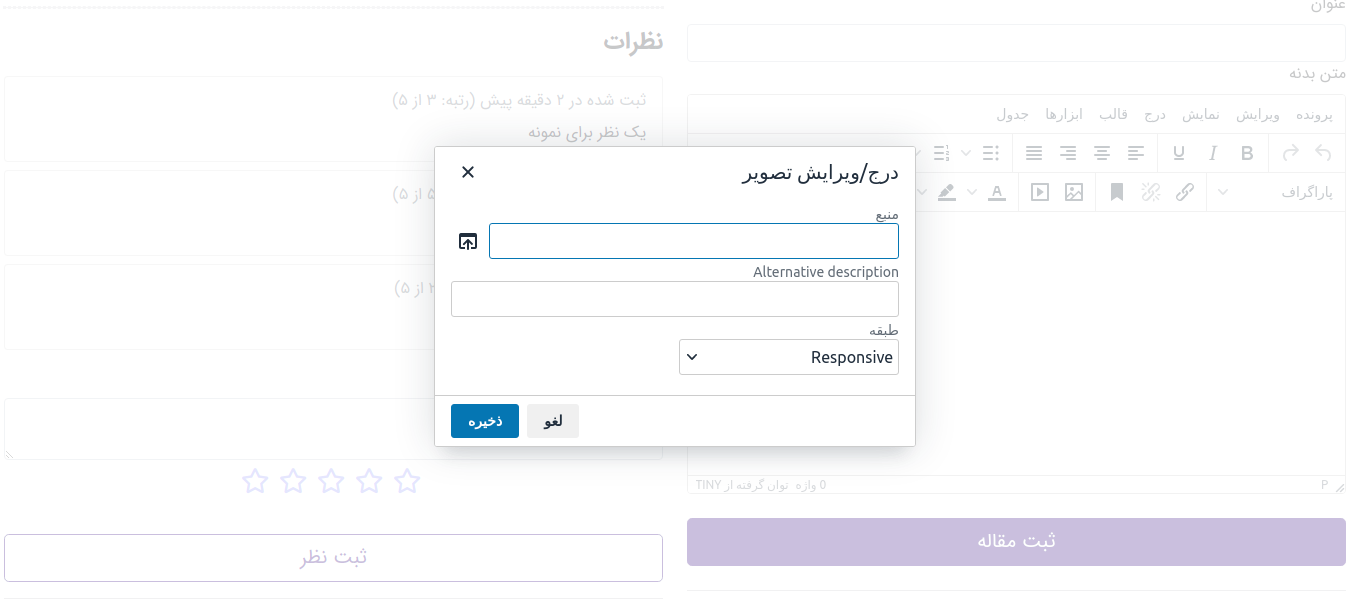 عنوان
متن بدنه
پرونده ویرایش نمایش درج قالب ابزارها جدول
پاراگراف
0 واژه توان گرفته از TINY
P
ثبت مقاله
نظرات
ثبت شده در ۲ دقیقه پیش (رتبه: ۳ از ۵)
یک نظر برای نمونه
از ۵)
۲ از ۵)
ثبت نظر
درج/ویرایش تصویر
منبع
Alternative description
طبقه
Responsive
لغو
ذخیره